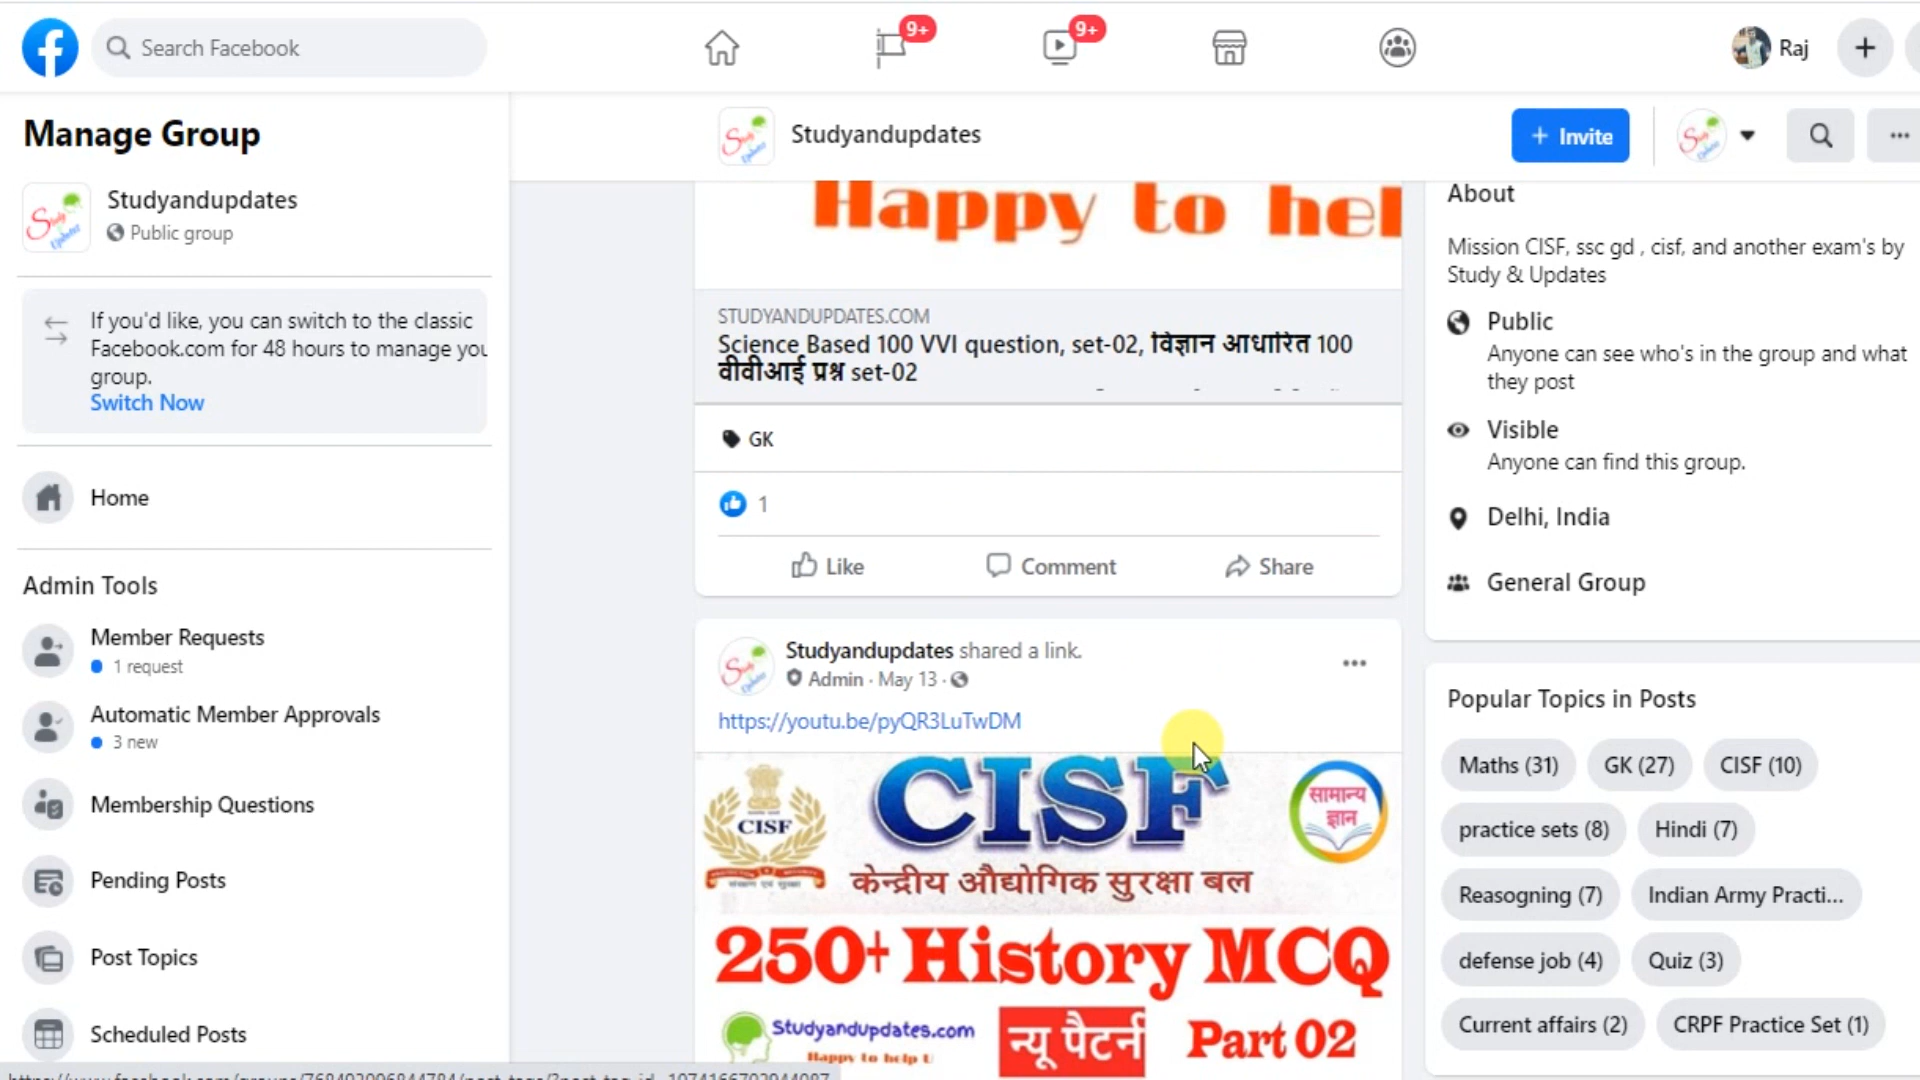 Search Facebook
9+
9+
Raj
Manage Group
Studyandupdates
Public group
If you'd like, you can switch to the classic
Facebook.com for 48 hours to manage you
group.
Switch Now
Home
Admin Tools
Member Requests
1 request
Automatic Member Approvals
3 new
Membership Questions
Pending Posts
Post Topics
Scheduled Posts
Studyandupdates
+ Invite
Happy to hel
STUDYANDUPDATES.COM
Science Based 100 VVI question, set-02, विज्ञान आधारित 100
वीवीआई प्रश्न set-02
GK
1
Like
Comment
Share
Studyandupdates shared a link.
Admin · May 13 ·
https://youtu.be/pyQR3LuTwDM
CISF
CISF
सामान्य
ज्ञान
केन्द्रीय औद्योगिक सुरक्षा बल
250+ History MCQ
Studyandupdates.com
Happy to help U
न्यू पैटर्न
Part 02
About
Mission CISF, ssc gd , cisf, and another exam's by
Study & Updates
Public
Anyone can see who's in the group and what
they post
Visible
Anyone can find this group.
Delhi, India
General Group
Popular Topics in Posts
Maths (31)
GK (27)
CISF (10)
practice sets (8)
Hindi (7)
Reasogning (7)
Indian Army Practi...
defense job (4)
Quiz (3)
Current affairs (2)
CRPF Practice Set (1)